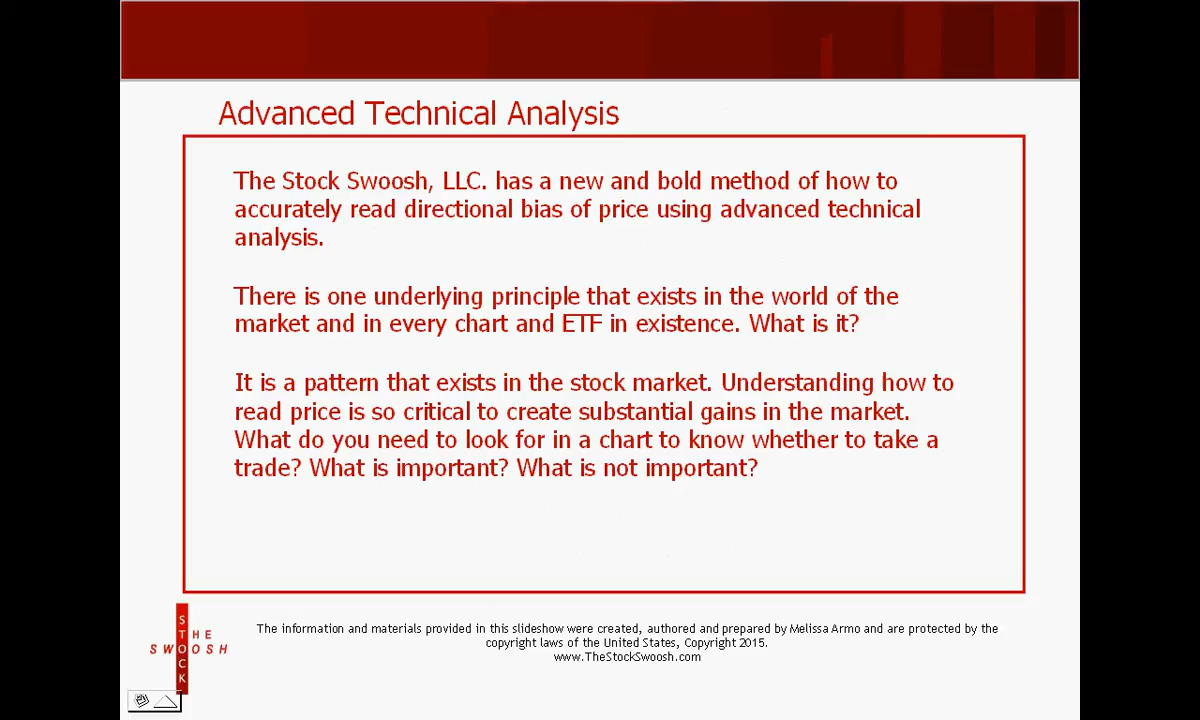 Advanced Technical Analysis
The Stock Swoosh, LLC. has a new and bold method of how to
accurately read directional bias of price using advanced technical
analysis.
There is one underlying principle that exists in the world of the
market and in every chart and ETF in existence. What is it?
It is a pattern that exists in the stock market. Understanding how to
read price is so critical to create substantial gains in the market.
What do you need to look for in a chart to know whether to take a
trade? What is important? What is not important?
THE
SWOOSH
STOCK
The information and materials provided in this slideshow were created, authored and prepared by Melissa Armo and are protected by the
copyright laws of the United States, Copyright 2015.
www.TheStockSwoosh.com